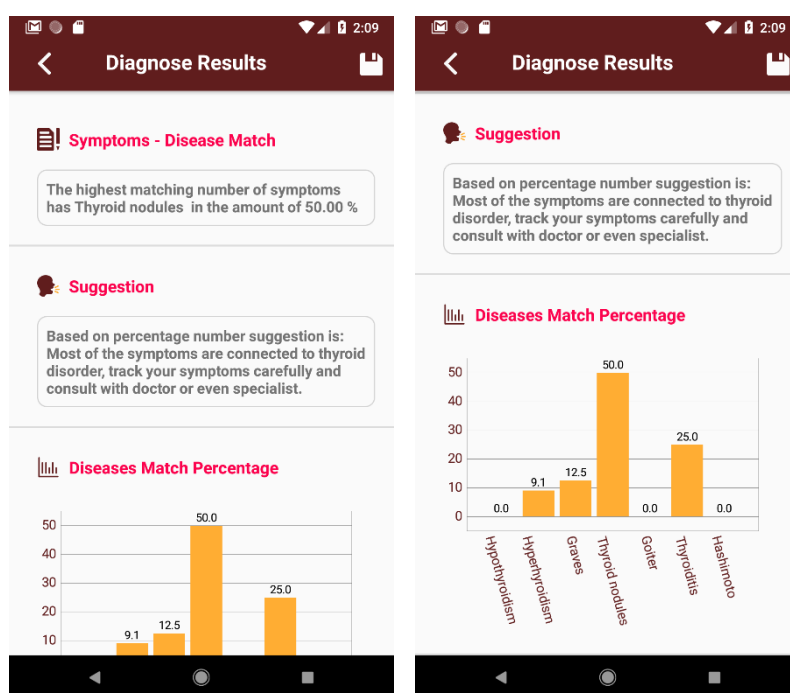 2:09
Diagnose Results
Symptoms - Disease Match
The highest matching number of symptoms
has Thyroid nodules in the amount of 50.00 %
Suggestion
Based on percentage number suggestion is:
Most of the symptoms are connected to thyroid
disorder, track your symptoms carefully and
consult with doctor or even specialist.
Diseases Match Percentage
50
40
30
20
10
9.1
12.5
50.0
25.0
2:09
Diagnose Results
Suggestion
Based on percentage number suggestion is:
Most of the symptoms are connected to thyroid
disorder, track your symptoms carefully and
consult with doctor or even specialist.
Diseases Match Percentage
50
40
30
20
10
0
0.0
9.1
12.5
50.0
0.0
25.0
0.0
Hypothyroidism
Hyperhyroidism
Graves
Thyroid nodules
Goiter
Thyroiditis
Hashimoto